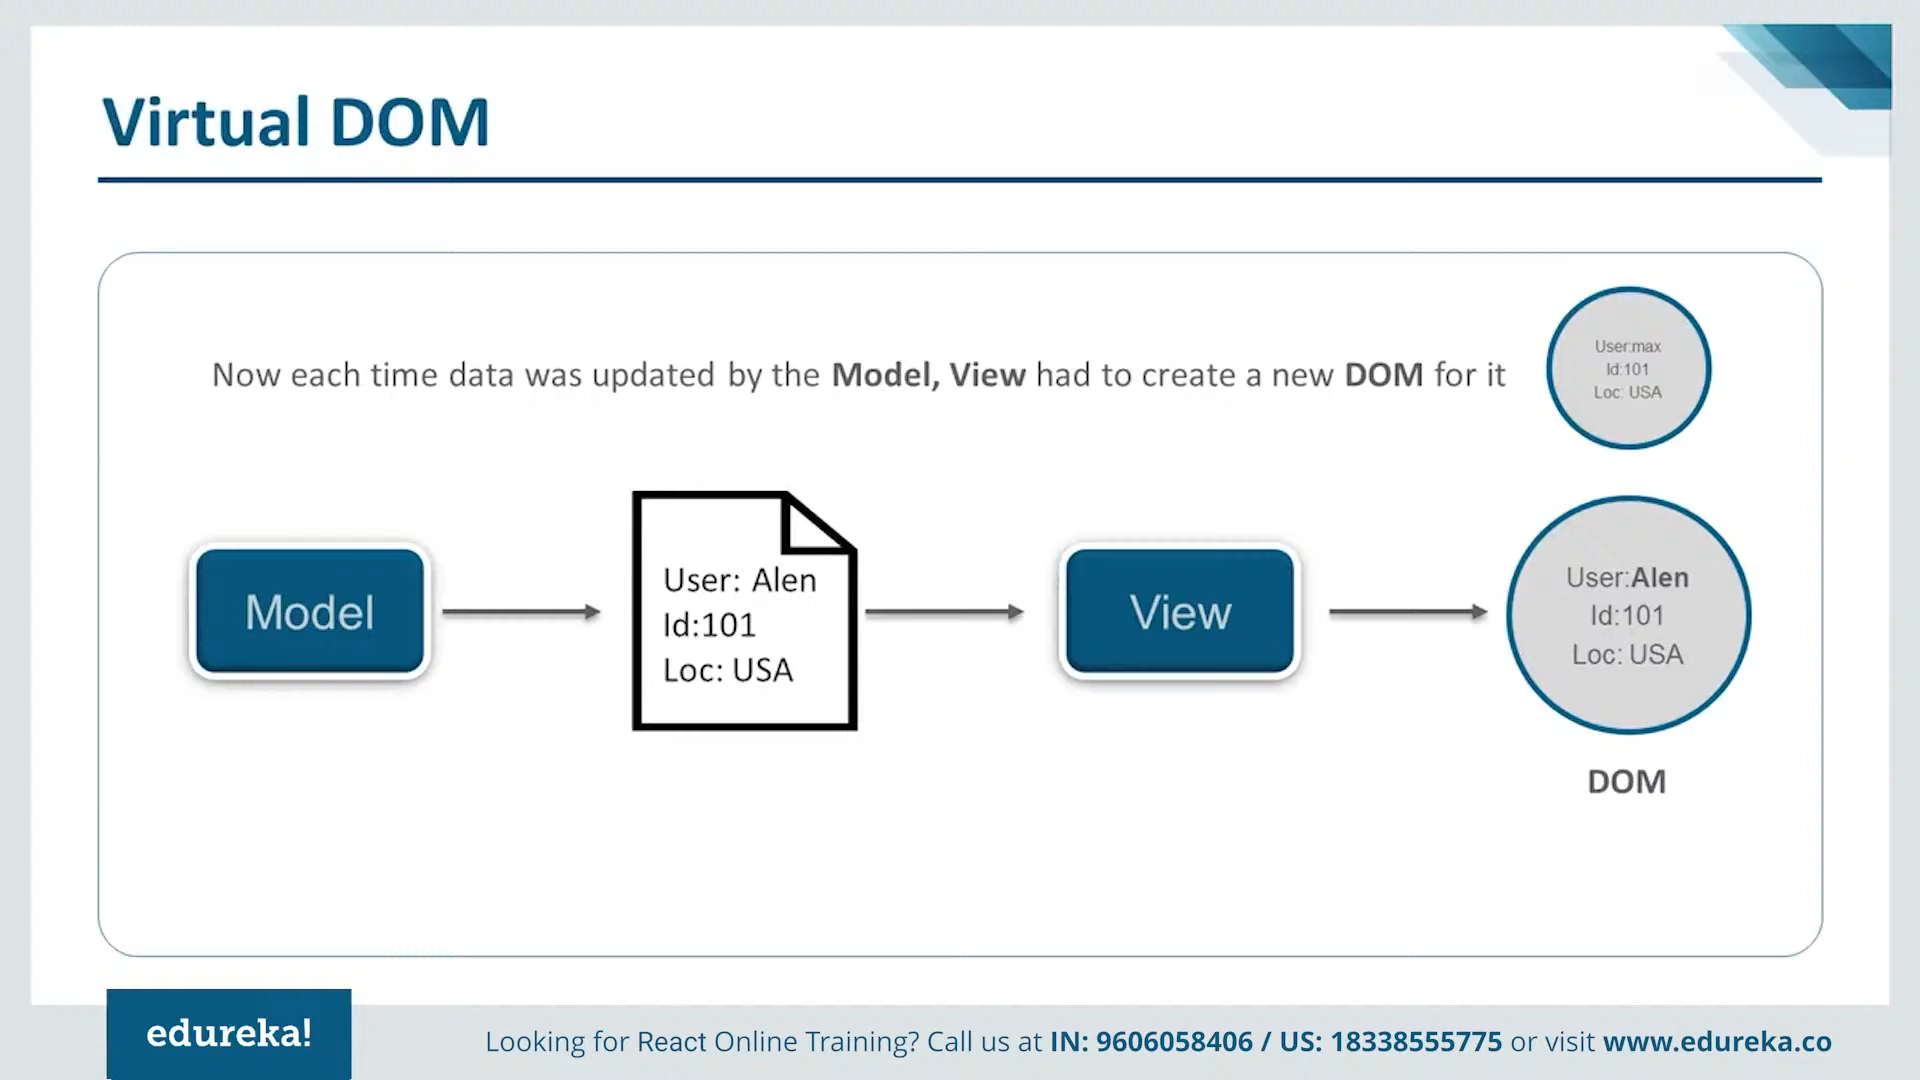 Virtual DOM
Now each time data was updated by the Model, View had to create a new DOM for it
User:max
Id:101
Loc: USA
Model
User: Alen
Id:101
Loc: USA
View
User:Alen
Id:101
Loc: USA
DOM
edureka!
Looking for React Online Training? Call us at IN: 9606058406 / US: 18338555775 or visit www.edureka.co